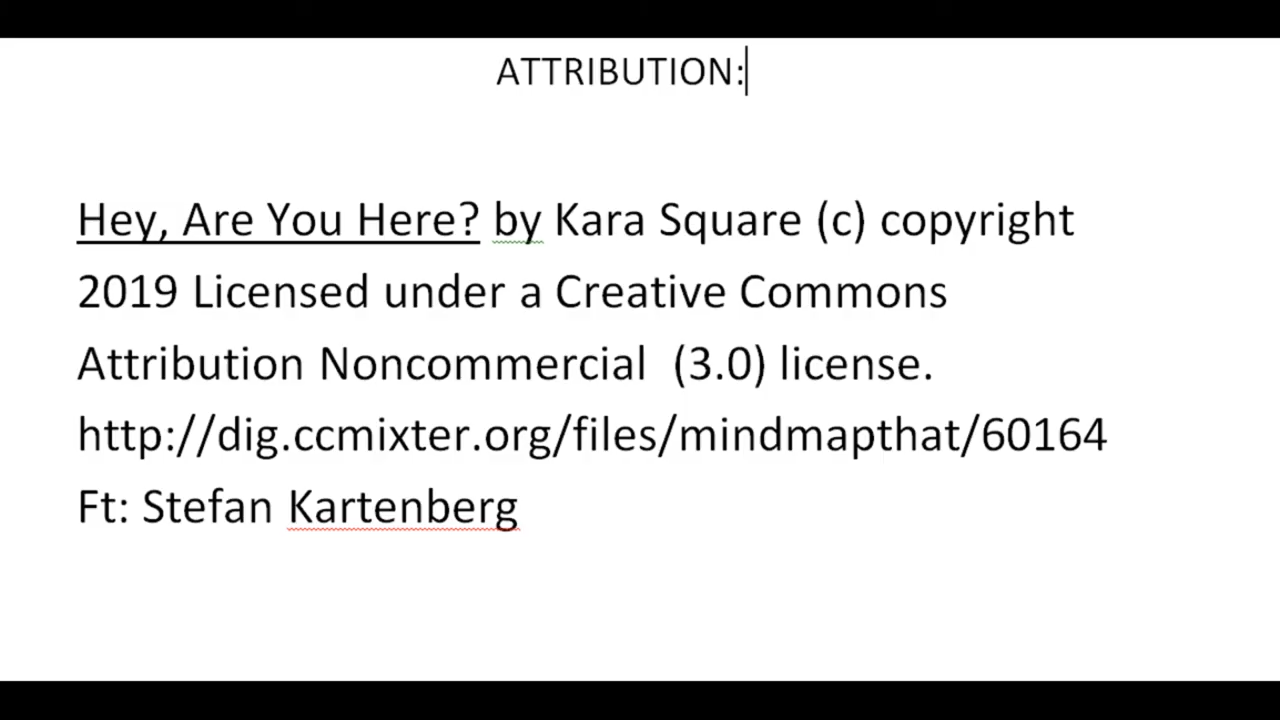 ATTRIBUTION:
Hey, Are You Here? by Kara Square (c) copyright
2019 Licensed under a Creative Commons
Attribution Noncommercial  (3.0) license.
http://dig.ccmixter.org/files/mindmapthat/60164
Ft: Stefan Kartenberg